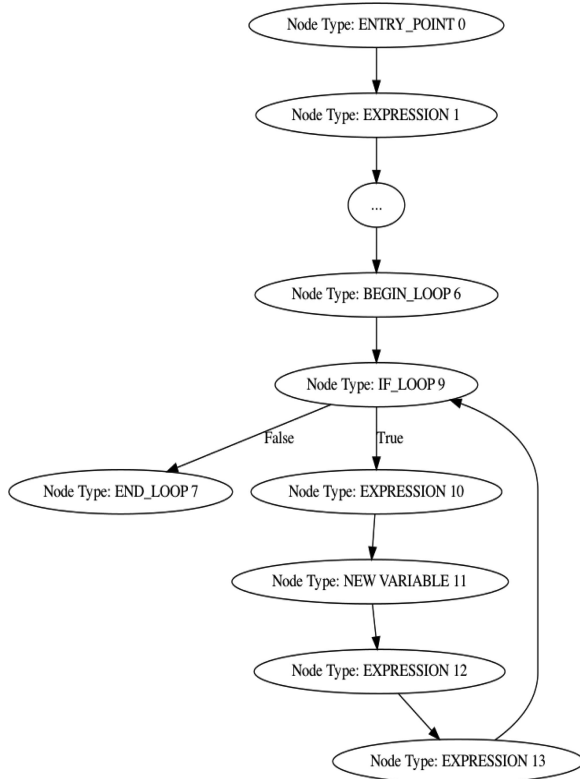 Node Type: ENTRY_POINT 0
Node Type: EXPRESSION 1
...
Node Type: BEGIN_LOOP 6
Node Type: IF_LOOP 9
False
True
Node Type: END_LOOP 7
Node Type: EXPRESSION 10
Node Type: NEW VARIABLE 11
Node Type: EXPRESSION 12
Node Type: EXPRESSION 13